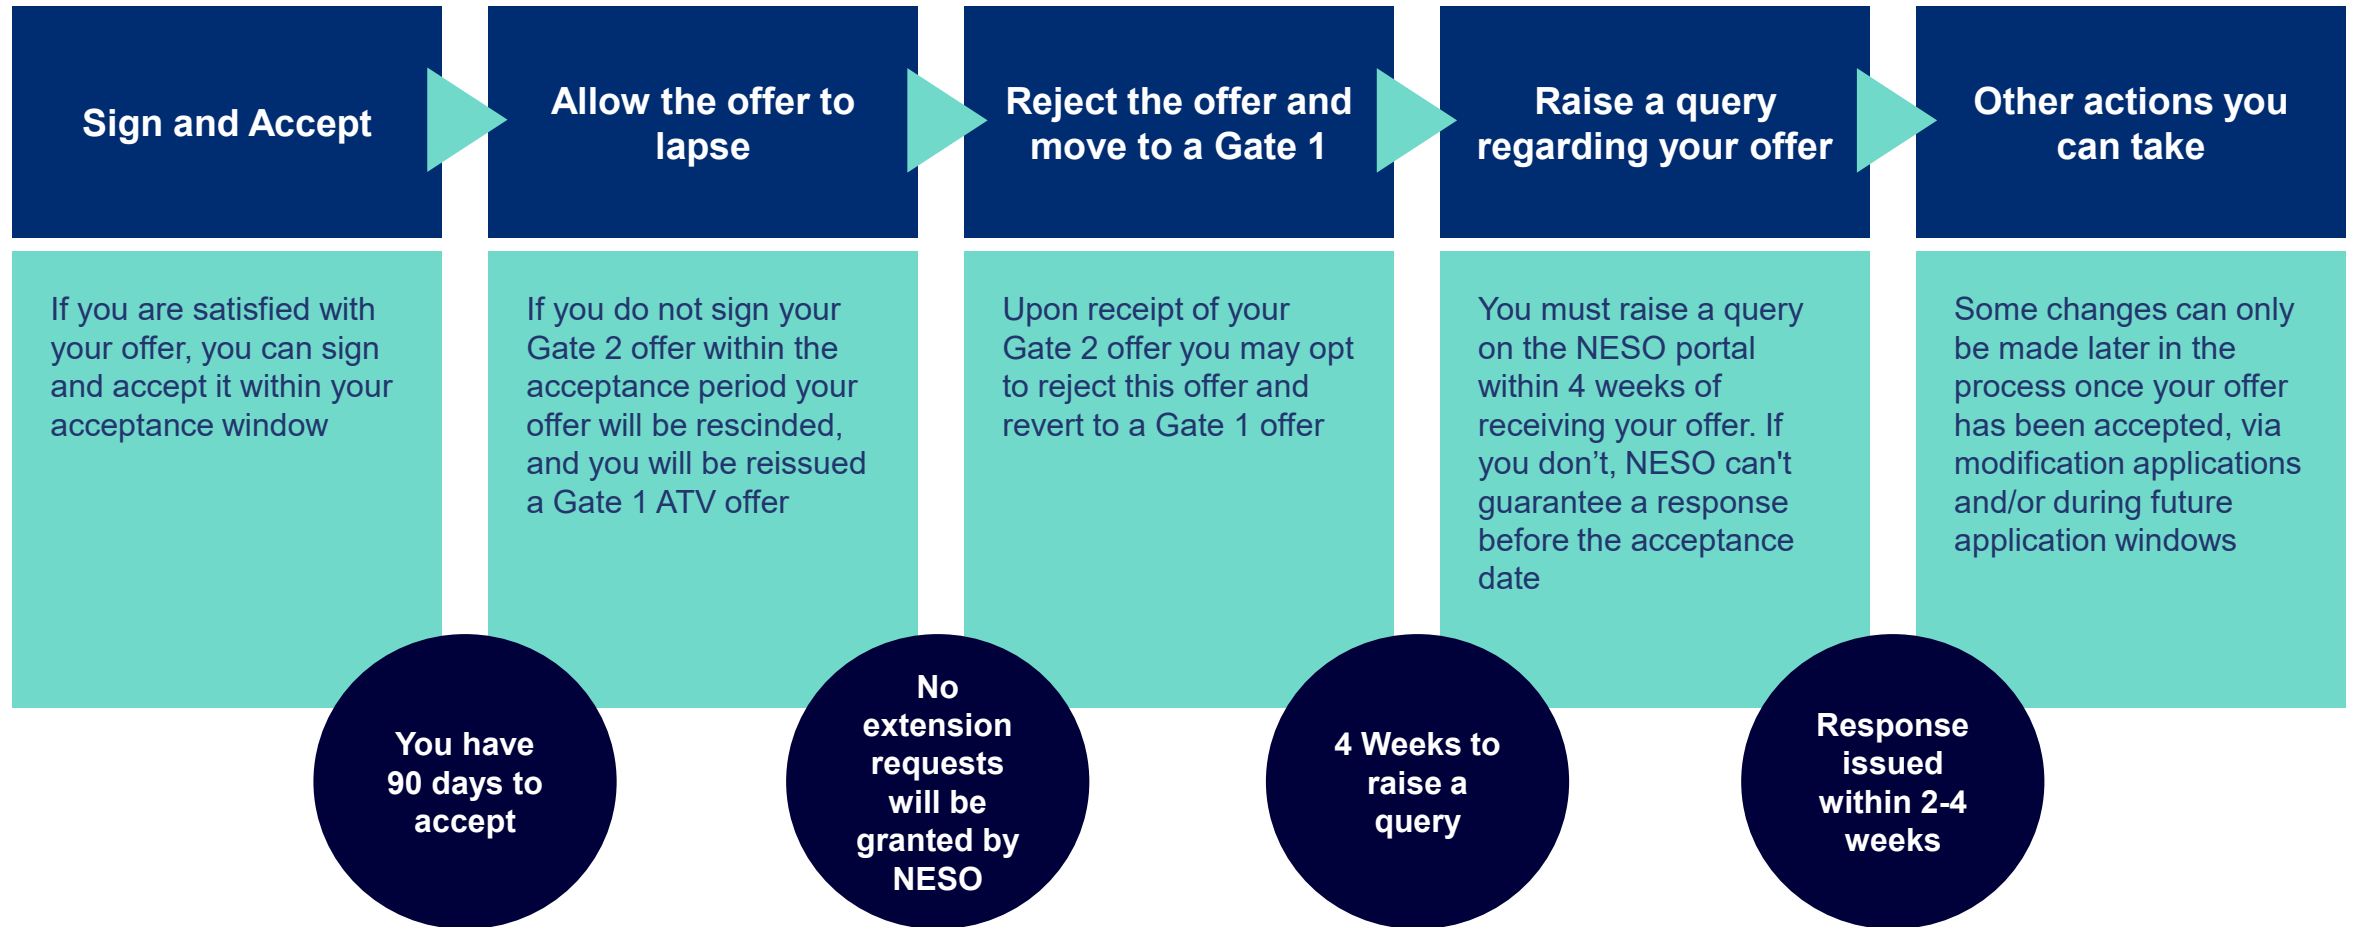 Sign and Accept
Allow the offer to
lapse
Reject the offer and
move to a Gate 1
Raise a query
regarding your offer
Other actions you
can take
If you are satisfied with
your offer, you can sign
and accept it within your
acceptance window
If you do not sign your
Gate 2 offer within the
acceptance period your
offer will be rescinded,
and you will be reissued
a Gate 1 ATV offer
Upon receipt of your
Gate 2 offer you may opt
to reject this offer and
revert to a Gate 1 offer
You must raise a query
on the NESO portal
within 4 weeks of
receiving your offer. If
you don’t, NESO can't
guarantee a response
before the acceptance
date
Some changes can only
be made later in the
process once your offer
has been accepted, via
modification applications
and/or during future
application windows
You have
90 days to
accept
No
extension
requests
will be
granted by
NESO
4 Weeks to
raise a
query
Response
issued
within 2-4
weeks